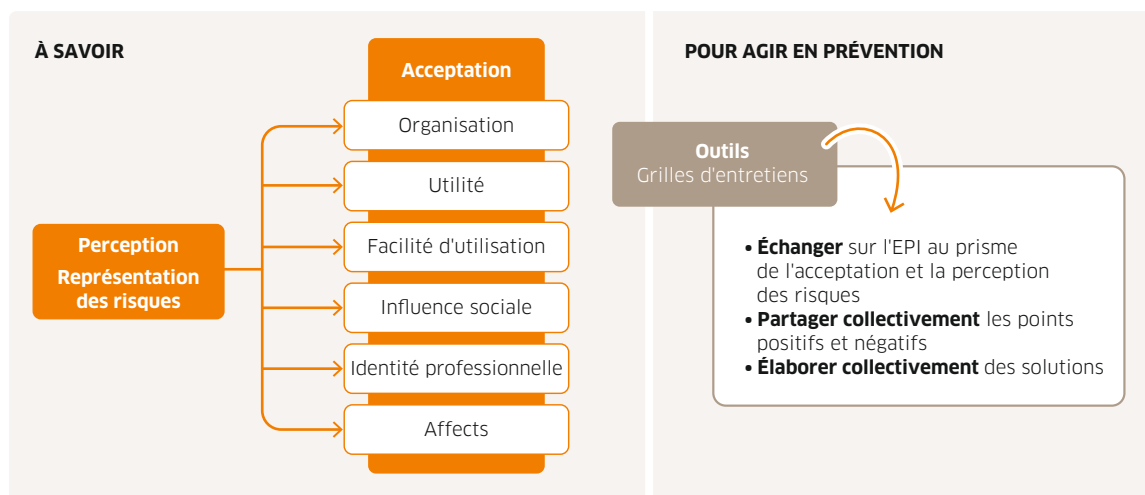 À SAVOIR
Acceptation
Organisation
Utilité
Facilité d'utilisation
Influence sociale
Identité professionnelle
Affects
Perception
Représentation
des risques
POUR AGIR EN PRÉVENTION
Outils
Grilles d'entretiens
• Échanger sur l'EPI au prisme
de l'acceptation et la perception
des risques
• Partager collectivement les points
positifs et négatifs
• Élaborer collectivement des solutions